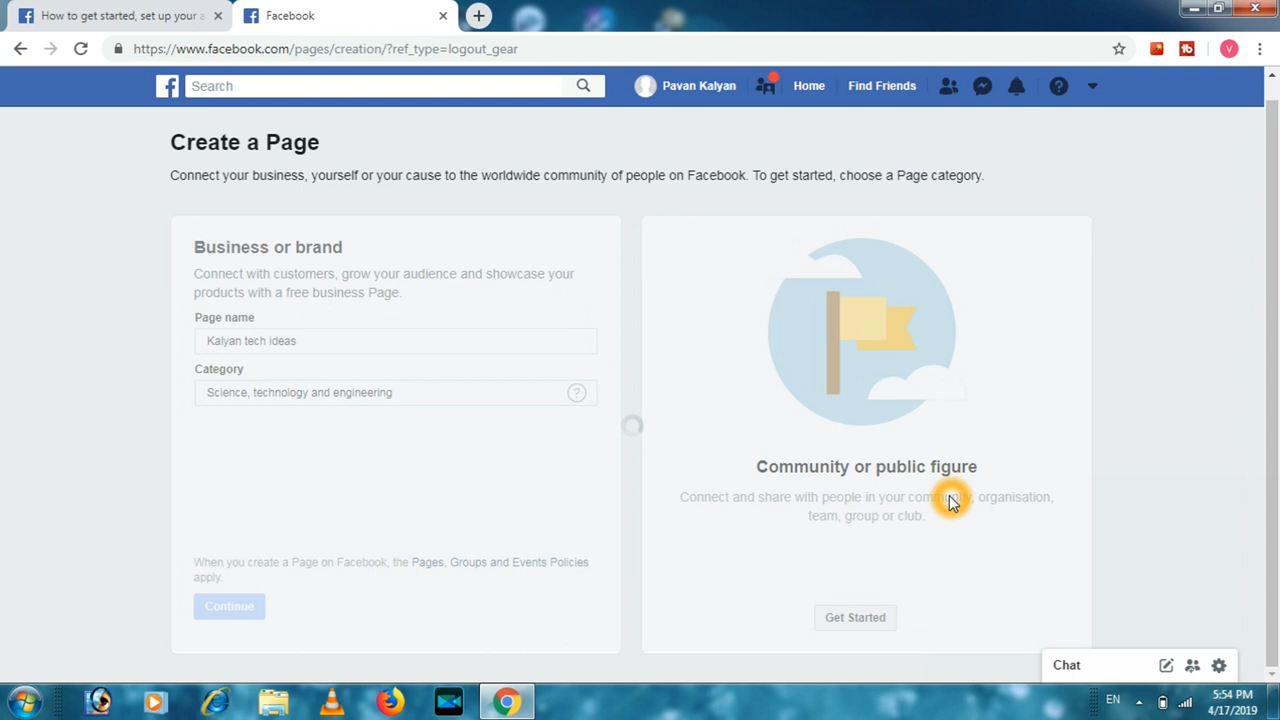 How to get started, set up your a
Facebook
https://www.facebook.com/pages/creation/?ref_type=logout_gear
V
Search
Pavan Kalyan
Home
Find Friends
Create a Page
Connect your business, yourself or your cause to the worldwide community of people on Facebook. To get started, choose a Page category.
Business or brand
Connect with customers, grow your audience and showcase your
products with a free business Page.
Page name
Kalyan tech ideas
Category
Science, technology and engineering
?
When you create a Page on Facebook, the Pages, Groups and Events Policies
apply.
Continue
Community or public figure
Connect and share with people in your community, organisation,
team, group or club.
Get Started
Chat
EN
5:54 PM
4/17/2019